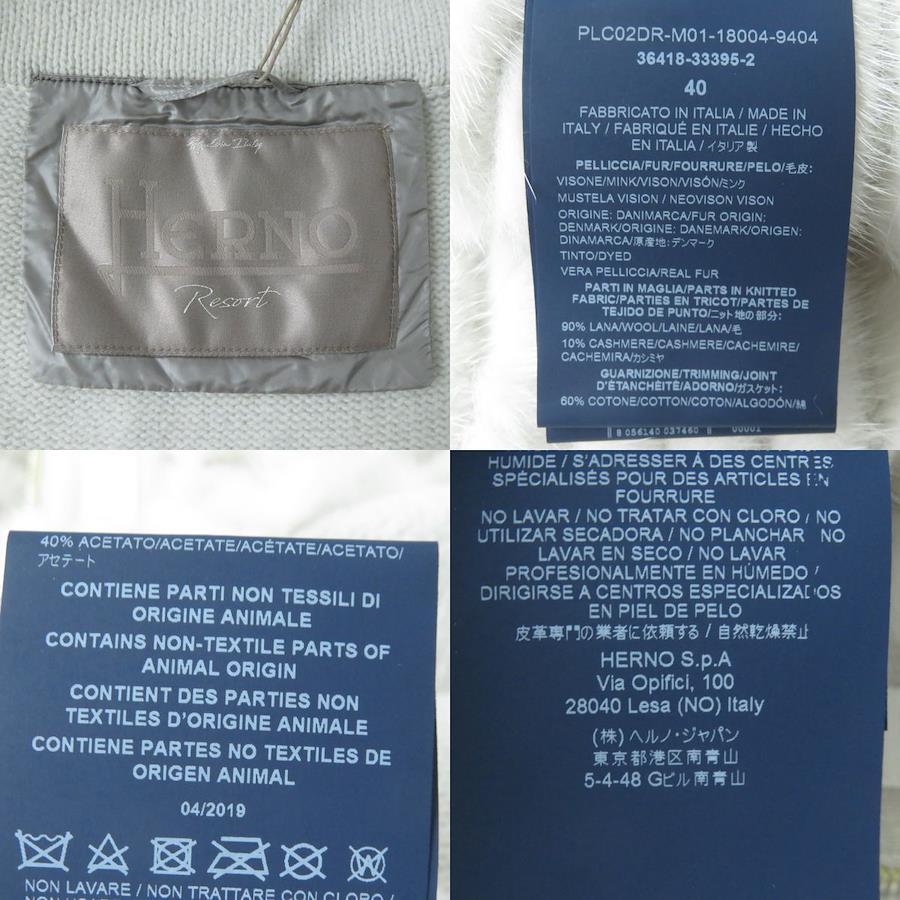 HERNO
Resort
PLC02DR-M01-18004-9404
36418-33395-2
40
FABBRICATO IN ITALIA / MADE IN
ITALY / FABRIQUÉ EN ITALIE / HECHO
EN ITALIA / イタリア製
PELLICCIA/FUR/FOURRURE/PELO/毛皮:
VISONE/MINK/VISON/VISÓN/ミンク
MUSTELA VISION / NEOVISON VISON
ORIGINE: DANIMARCA/FUR ORIGIN:
DENMARK/ORIGINE: DANEMARK/ORIGEN:
DINAMARCA/原産地:デンマーク
TINTO/DYED
VERA PELLICCIA/REAL FUR
PARTI IN MAGLIA/PARTS IN KNITTED
FABRIC/PARTIES EN TRICOT/PARTES DE
TEJIDO DE PUNTO/ニット地の部分:
90% LANA/WOOL/LAINE/LANA/毛
10% CASHMERE/CASHMERE/CACHEMIRE/
CACHEMIRA/カシミヤ
GUARNIZIONE/TRIMMING/JOINT
D'ÉTANCHÉITÉ/ADORNO/ガスケット:
60% COTONE/COTTON/COTON/ALGODÓN/綿
8 056140 037460
00001
40% ACETATO/ACETATE/ACÉTATE/ACETATO/
アセテート
CONTIENE PARTI NON TESSILI DI
ORIGINE ANIMALE
CONTAINS NON-TEXTILE PARTS OF
ANIMAL ORIGIN
CONTIENT DES PARTIES NON
TEXTILES D'ORIGINE ANIMALE
CONTIENE PARTES NO TEXTILES DE
ORIGEN ANIMAL
04/2019
NON LAVARE / NON TRATTARE CON CLORO /
HUMIDE / S'ADRESSER À DES CENTRES
SPÉCIALISÉS POUR DES ARTICLES EN
FOURRURE
NO LAVAR / NO TRATAR CON CLORO / NO
UTILIZAR SECADORA / NO PLANCHAR NO
LAVAR EN SECO / NO LAVAR
PROFESIONALMENTE EN HÚMEDO /
DIRIGIRSE A CENTROS ESPECIALIZADOS
EN PIEL DE PELO
皮革専門の業者に依頼する / 自然乾燥禁止
HERNO S.p.A
Via Opifici, 100
28040 Lesa (NO) Italy
(株) ヘルノ・ジャパン
東京都港区南青山
5-4-48 Gビル南青山